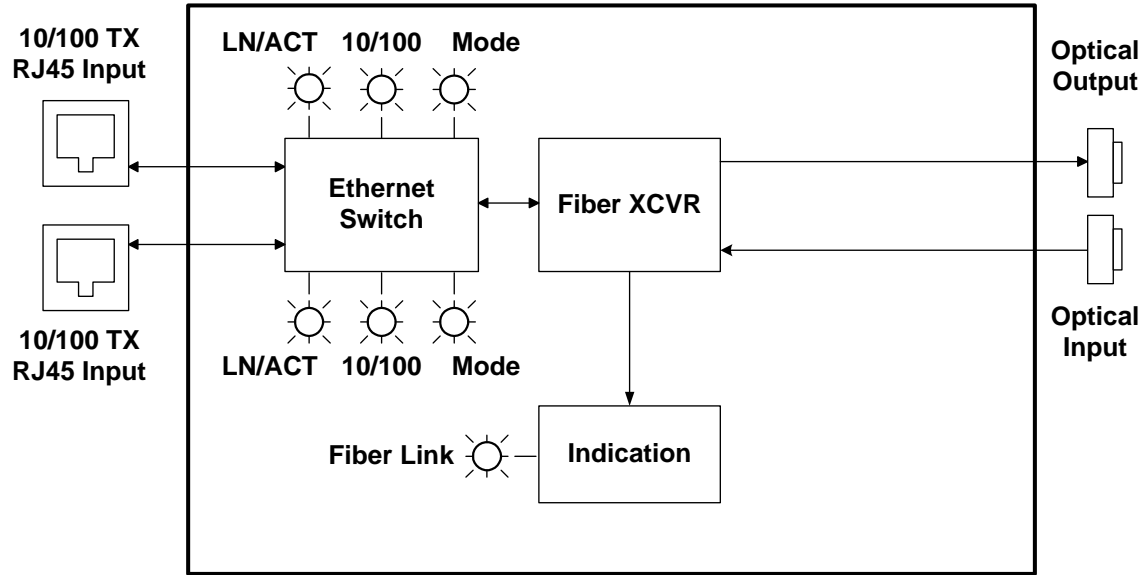 10/100 TX
RJ45 Input
LN/ACT 10/100 Mode
Optical
Output
Ethernet
Switch
Fiber XCVR
10/100 TX
RJ45 Input
LN/ACT 10/100 Mode
Optical
Input
Fiber Link
Indication